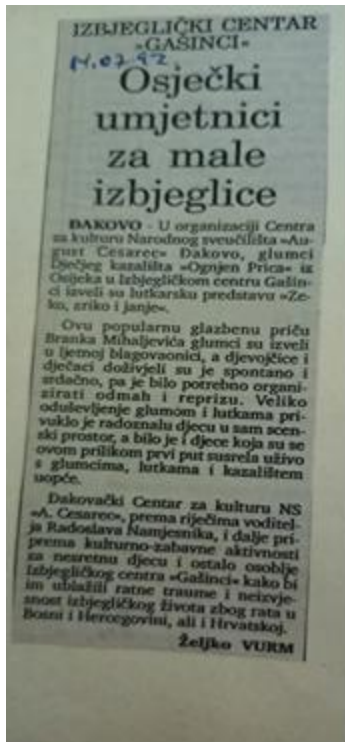 IZBJEGLIČKI CENTAR
»GAŠINCI«
14.07.92
Osječki
umjetnici
za male
izbjeglice
ĐAKOVO - U organizaciji Centra
za kulturu Narodnog sveučilišta »Au-
gust Cesarec« Đakovo, glumci
Dječjeg kazališta »Ognjen Prica« iz
Osijeka u Izbjegličkom centru Gašin-
ci izveli su lutkarsku predstavu »Ze-
ko, zriko i janje«.
Ovu popularnu glazbenu priču
Branka Mihaljevića glumci su izveli
u ljetnoj blagovaonici, a djevojčice i
dječaci doživjeli su je spontano i
srdačno, pa je bilo potrebno organi-
zirati odmah i reprizu. Veliko
oduševljenje glumom i lutkama pri-
vuklo je radoznalu djecu u sam scen-
ski prostor, a bilo je i djece koja su se
ovom prilikom prvi put susrela uživo
s glumcima, lutkama i kazalištem
uopće.
Đakovački Centar za kulturu NS
»A. Cesarec«, prema riječima voditel-
ja Radoslava Namjesnika, i dalje pri-
prema kulturno-zabavne aktivnosti
za nesretnu djecu i ostalo osoblje
Izbjegličkog centra »Gašinci« kako bi
im ublažili ratne traume i neizvje-
snost izbjegličkog života zbog rata u
Bosni i Hercegovini, ali i Hrvatskoj.
Željko VURM